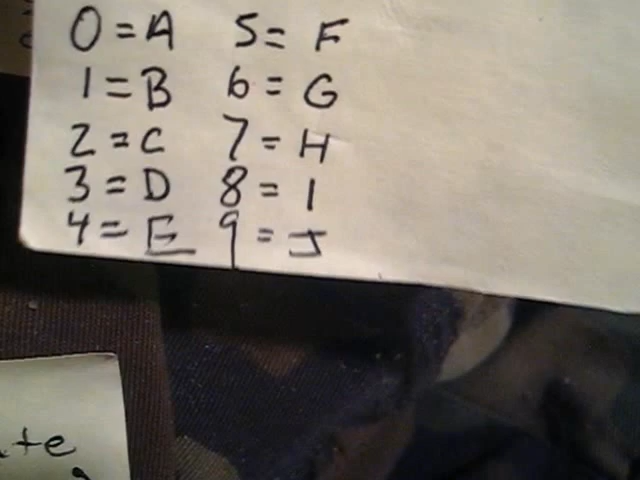 0 = A 5 = F
1 = B 6 = G
2 = C 7 = H
3 = D 8 = I
4 = E 9 = J